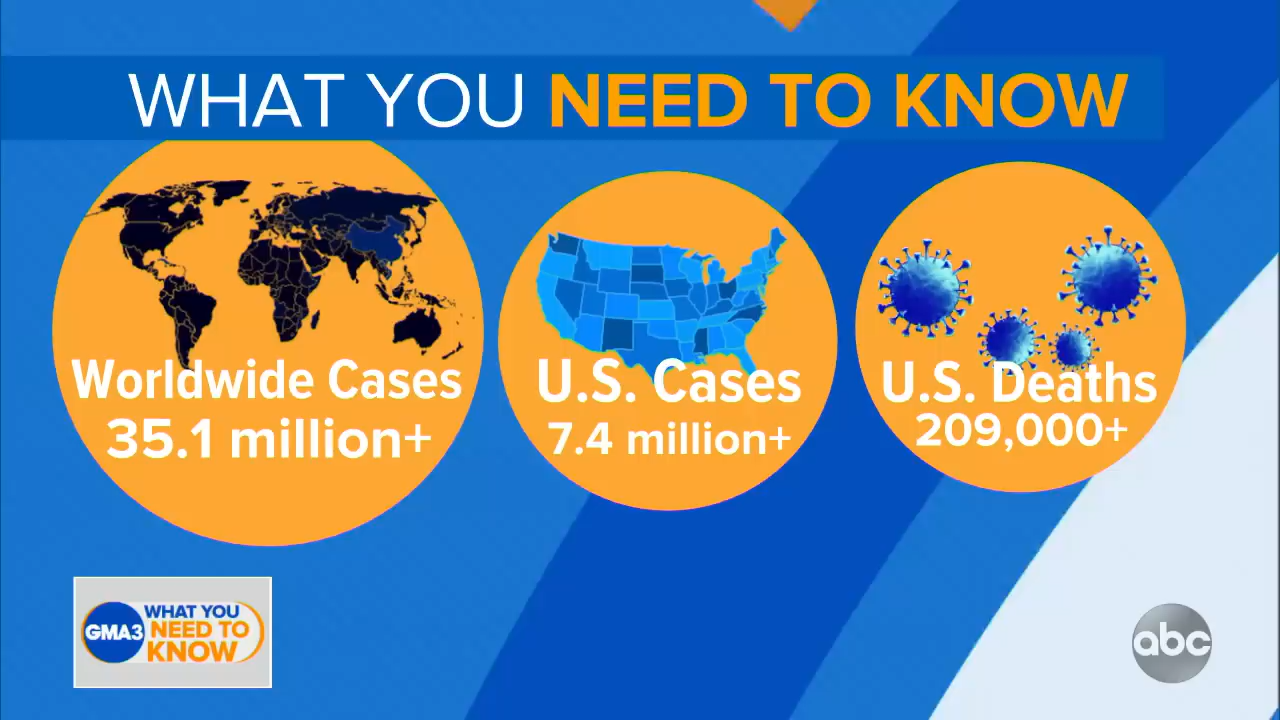 WHAT YOU NEED TO KNOW
Worldwide Cases
35.1 million+
U.S. Cases
7.4 million+
U.S. Deaths
209,000+
GMA3
WHAT YOU
NEED TO
KNOW
abc